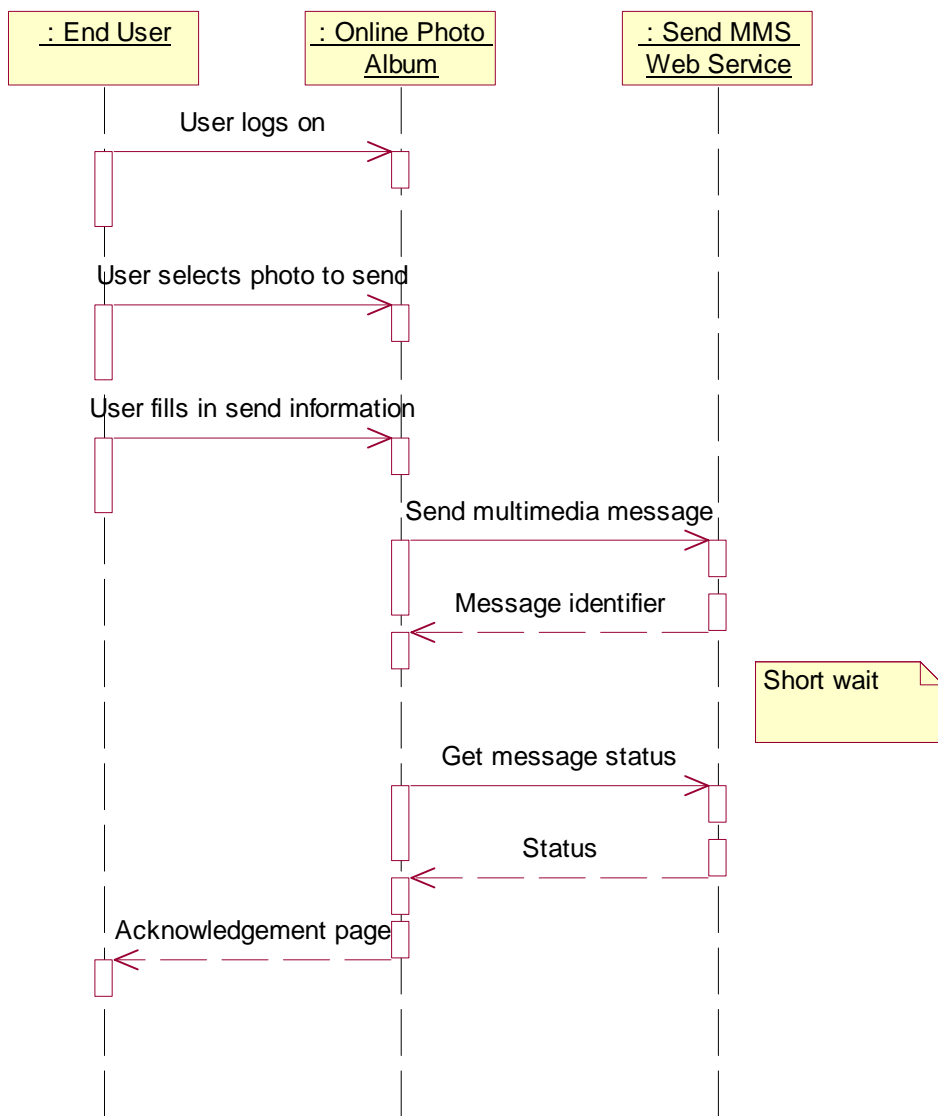 : End User
: Online Photo
Album
: Send MMS
Web Service
User logs on
User selects photo to send
User fills in send information
Send multimedia message
Message identifier
Short wait
Get message status
Status
Acknowledgement page